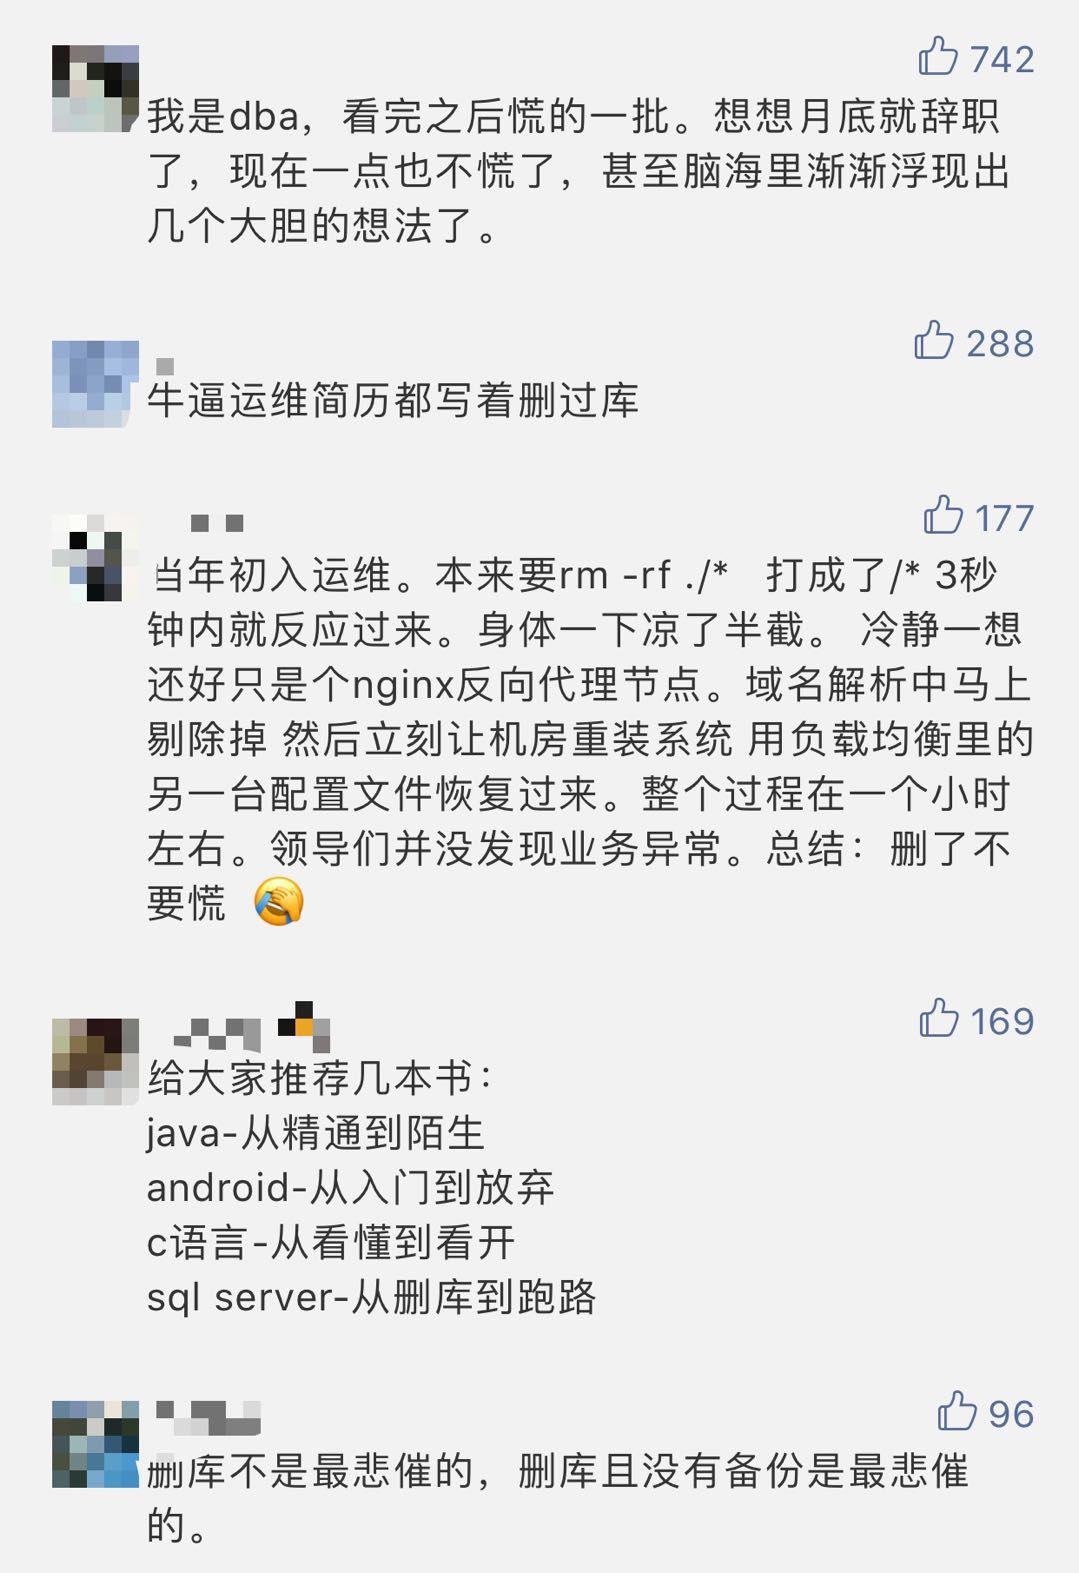 742
我是dba，看完之后慌的一批。想想月底就辞职
了，现在一点也不慌了，甚至脑海里渐渐浮现出
几个大胆的想法了。
288
牛逼运维简历都写着删过库
177
当年初入运维。本来要rm -rf ./* 打成了/* 3秒
钟内就反应过来。身体一下凉了半截。 冷静一想
还好只是个nginx反向代理节点。域名解析中马上
剔除掉 然后立刻让机房重装系统 用负载均衡里的
另一台配置文件恢复过来。整个过程在一个小时
左右。领导们并没发现业务异常。总结：删了不
要慌 🤣
169
给大家推荐几本书：
java-从精通到陌生
android-从入门到放弃
c语言-从看懂到看开
sql server-从删库到跑路
96
删库不是最悲催的，删库且没有备份是最悲催
的。